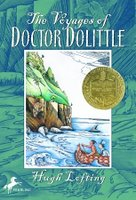 The Voyages of
DOCTOR DOLITTLE
Hugh Lofting